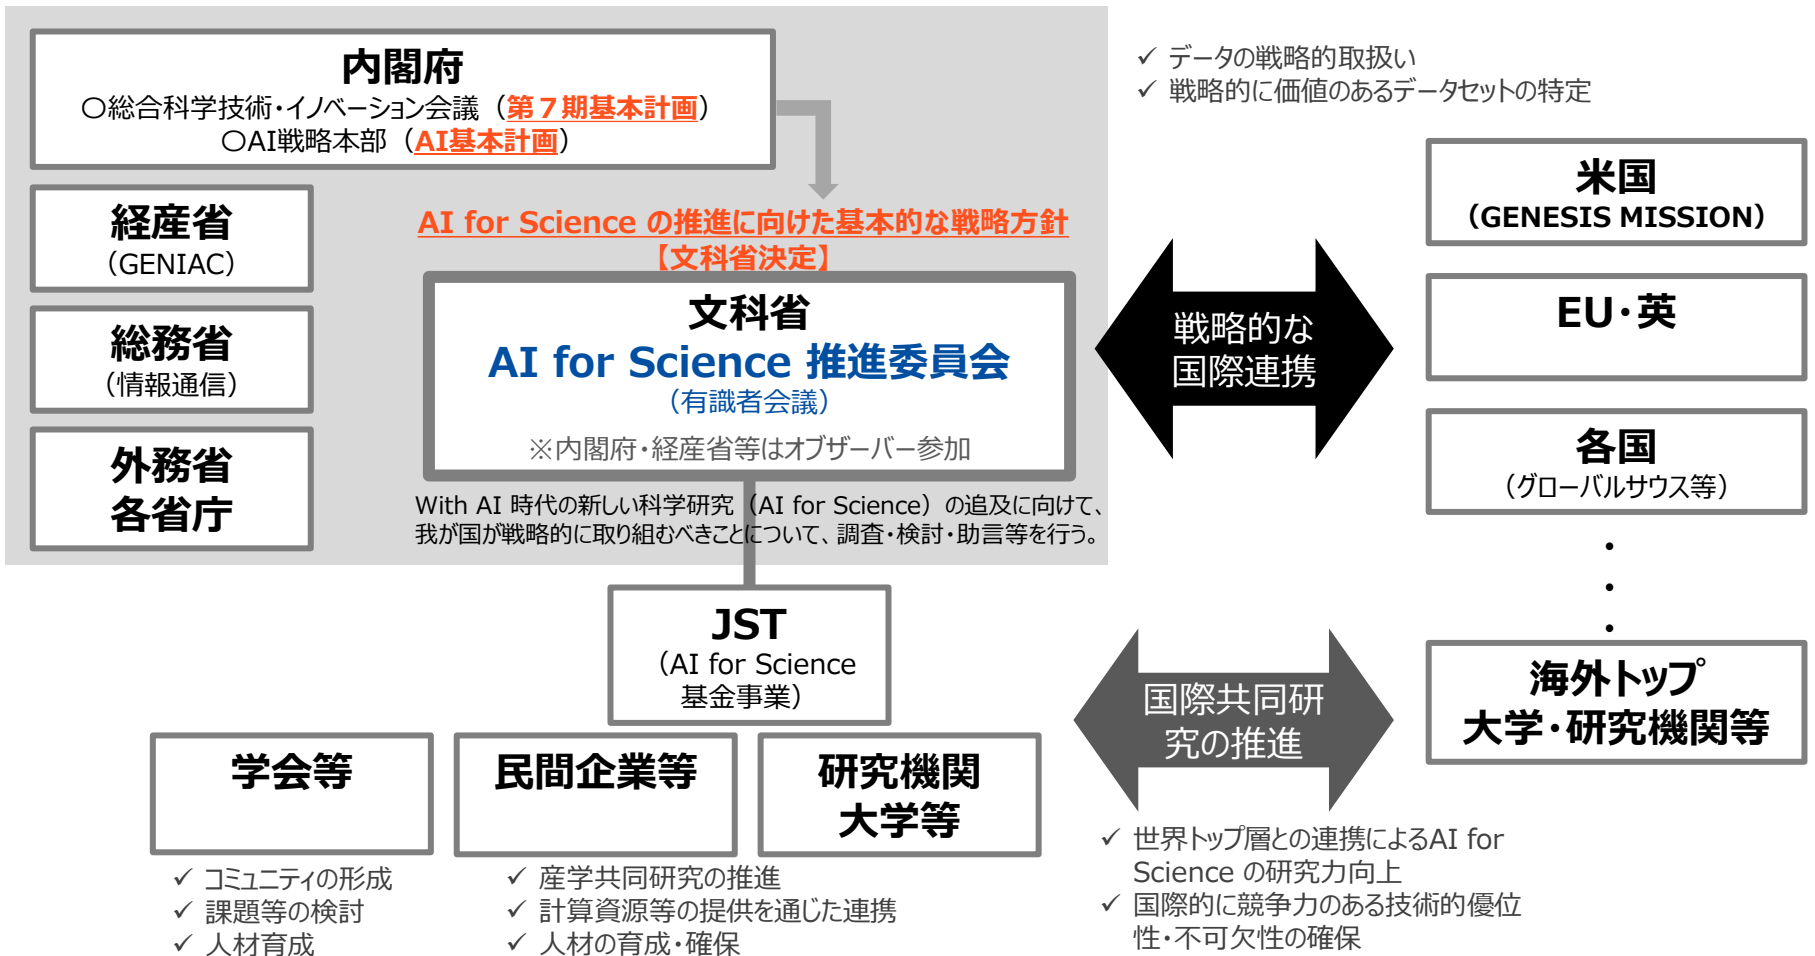 内閣府
〇総合科学技術・イノベーション会議（第７期基本計画）
〇AI戦略本部（AI基本計画）
経産省
（GENIAC）
総務省
（情報通信）
外務省
各省庁
AI for Science の推進に向けた基本的な戦略方針
【文科省決定】
文科省
AI for Science 推進委員会
（有識者会議）
※内閣府・経産省等はオブザーバー参加
With AI 時代の新しい科学研究（AI for Science）の追及に向けて、
我が国が戦略的に取り組むべきことについて、調査・検討・助言等を行う。
✓ データの戦略的取扱い
✓ 戦略的に価値のあるデータセットの特定
戦略的な
国際連携
米国
（GENESIS MISSION）
EU・英
各国
（グローバルサウス等）
・
・
・
海外トップ
大学・研究機関等
JST
（AI for Science
基金事業）
国際共同研
究の推進
学会等
民間企業等
研究機関
大学等
✓ コミュニティの形成
✓ 課題等の検討
✓ 人材育成
✓ 産学共同研究の推進
✓ 計算資源等の提供を通じた連携
✓ 人材の育成・確保
✓ 世界トップ層との連携によるAI for
Science の研究力向上
✓ 国際的に競争力のある技術的優位
性・不可欠性の確保